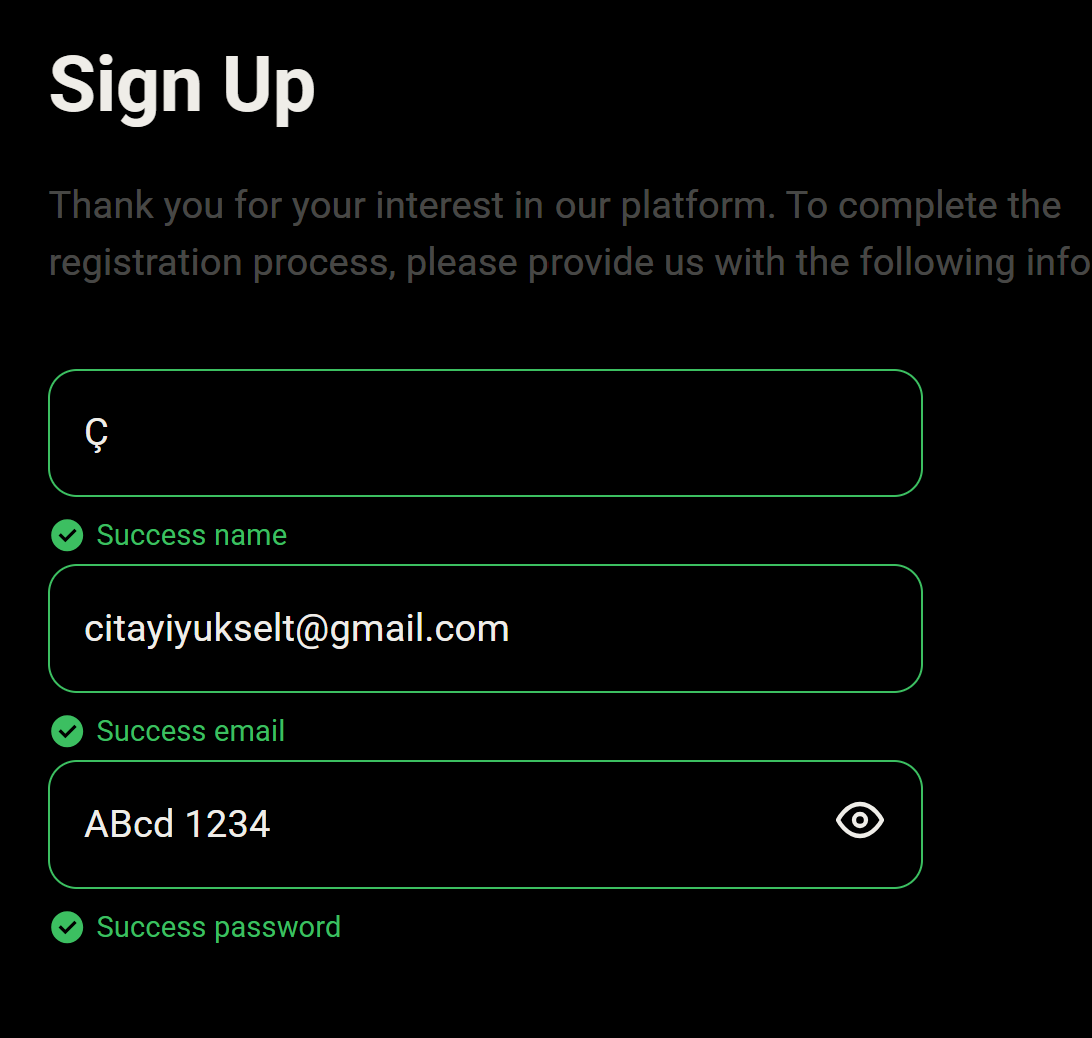 Sign Up
Thank you for your interest in our platform. To complete the
registration process, please provide us with the following info
Ç
Success name
citayiyukselt@gmail.com
Success email
ABcd 1234
Success password